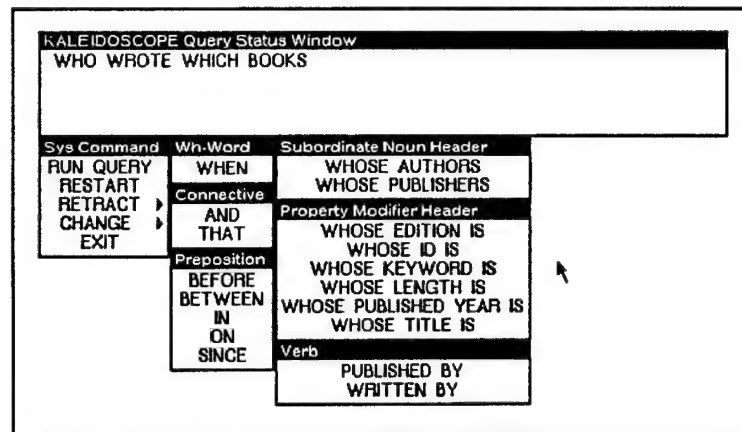 KALEIDOSCOPE Query Status Window
WHO WROTE WHICH BOOKS
Sys Command
RUN QUERY
RESTART
RETRACT
CHANGE
EXIT
Wh-Word
WHEN
Connective
AND
THAT
Preposition
BEFORE
BETWEEN
IN
ON
SINCE
Subordinate Noun Header
WHOSE AUTHORS
WHOSE PUBLISHERS
Property Modifier Header
WHOSE EDITION IS
WHOSE ID IS
WHOSE KEYWORD IS
WHOSE LENGTH IS
WHOSE PUBLISHED YEAR IS
WHOSE TITLE IS
Verb
PUBLISHED BY
WRITTEN BY